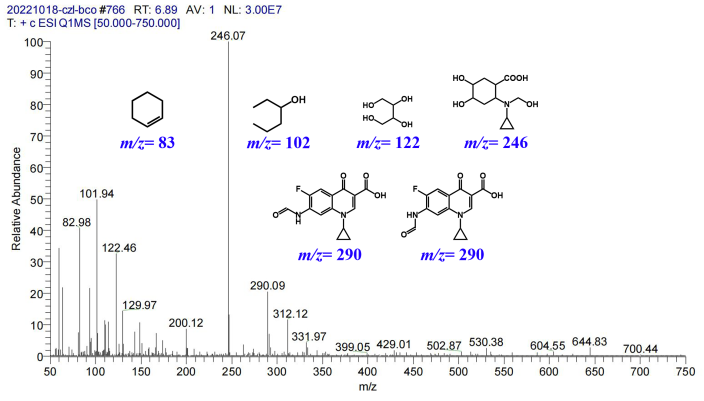 20221018-czl-bco #766 RT: 6.89 AV: 1 NL: 3.00E7
T: + c ESI Q1MS [50.000-750.000]
246.07
100
90
80
70
60
50
40
30
20
10
0
Relative Abundance
OH
m/z= 83
m/z= 102
HO
OH
HO
OH
m/z= 122
HO
COOH
HO
N
OH
m/z= 246
O
O
F
OH
O
N
H
N
m/z= 290
O
O
F
OH
NH
N
O
m/z= 290
101.94
82.98
122.46
129.97
200.12
290.09
312.12
331.97
399.05
429.01
502.87
530.38
604.55
644.83
700.44
50 100 150 200 250 300 350 400 450 500 550 600 650 700 750
m/z